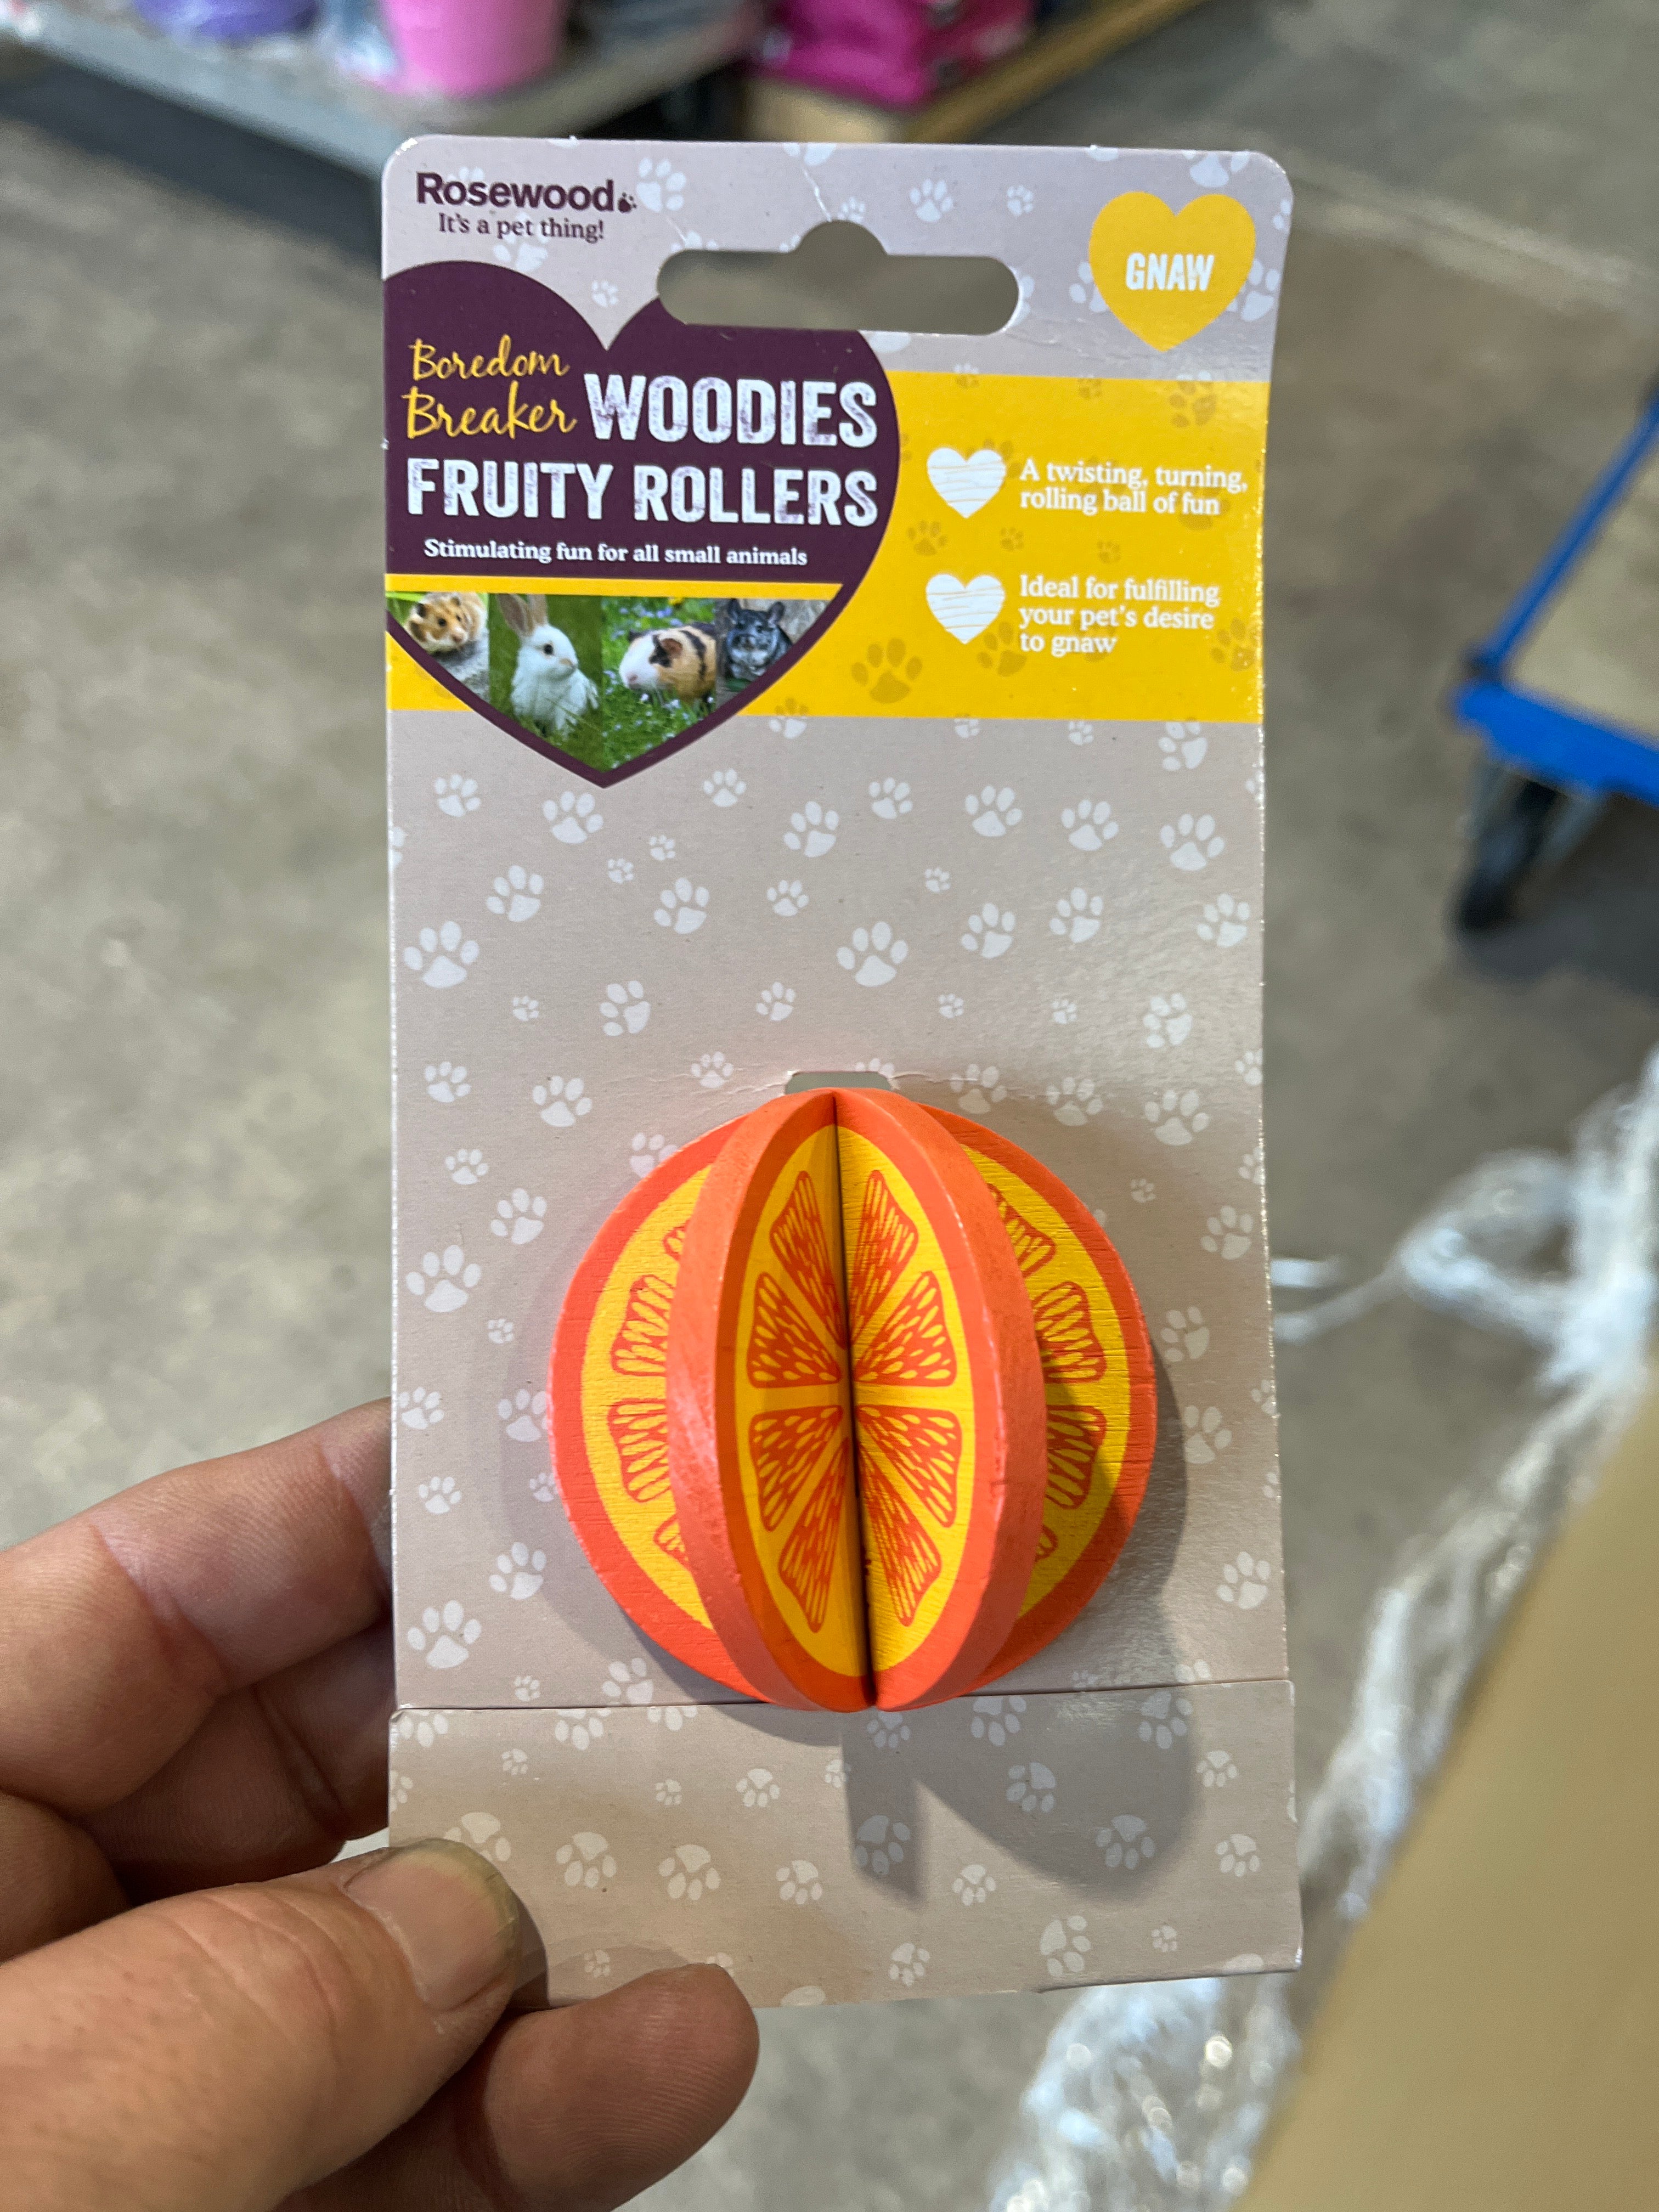 Rosewood
It's a pet thing!
GNAW
Boredom
Breaker WOODIES
FRUITY ROLLERS
Stimulating fun for all small animals
A twisting, turning,
rolling ball of fun
Ideal for fulfilling
your pet's desire
to gnaw